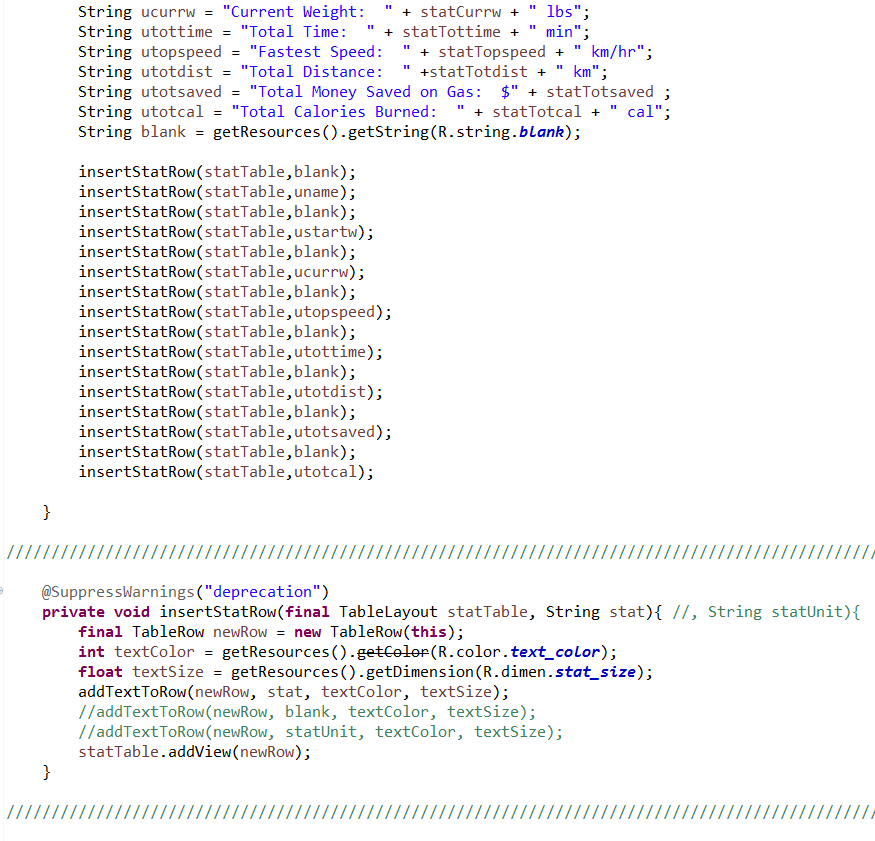 String ucurrw = "Current Weight:  " + statCurrw + " lbs";
String utottime = "Total Time:  " + statTottime + " min";
String utopspeed = "Fastest Speed:  " + statTopspeed + " km/hr";
String utotdist = "Total Distance:  " +statTotdist + " km";
String utotsaved = "Total Money Saved on Gas:  $" + statTotsaved ;
String utotcal = "Total Calories Burned:  " + statTotcal + " cal";
String blank = getResources().getString(R.string.blank);
insertStatRow(statTable,blank);
insertStatRow(statTable,uname);
insertStatRow(statTable,blank);
insertStatRow(statTable,ustartw);
insertStatRow(statTable,blank);
insertStatRow(statTable,ucurrw);
insertStatRow(statTable,blank);
insertStatRow(statTable,utopspeed);
insertStatRow(statTable,blank);
insertStatRow(statTable,utottime);
insertStatRow(statTable,blank);
insertStatRow(statTable,utotdist);
insertStatRow(statTable,blank);
insertStatRow(statTable,utotsaved);
insertStatRow(statTable,blank);
insertStatRow(statTable,utotcal);
}
////////////////////////////////////////////////////////////////////////////////////////////////
@SuppressWarnings("deprecation")
private void insertStatRow(final TableLayout statTable, String stat){ //, String statUnit){
final TableRow newRow = new TableRow(this);
int textColor = getResources().getColor(R.color.text_color);
float textSize = getResources().getDimension(R.dimen.stat_size);
addTextToRow(newRow, stat, textColor, textSize);
//addTextToRow(newRow, blank, textColor, textSize);
//addTextToRow(newRow, statUnit, textColor, textSize);
statTable.addView(newRow);
}
////////////////////////////////////////////////////////////////////////////////////////////////